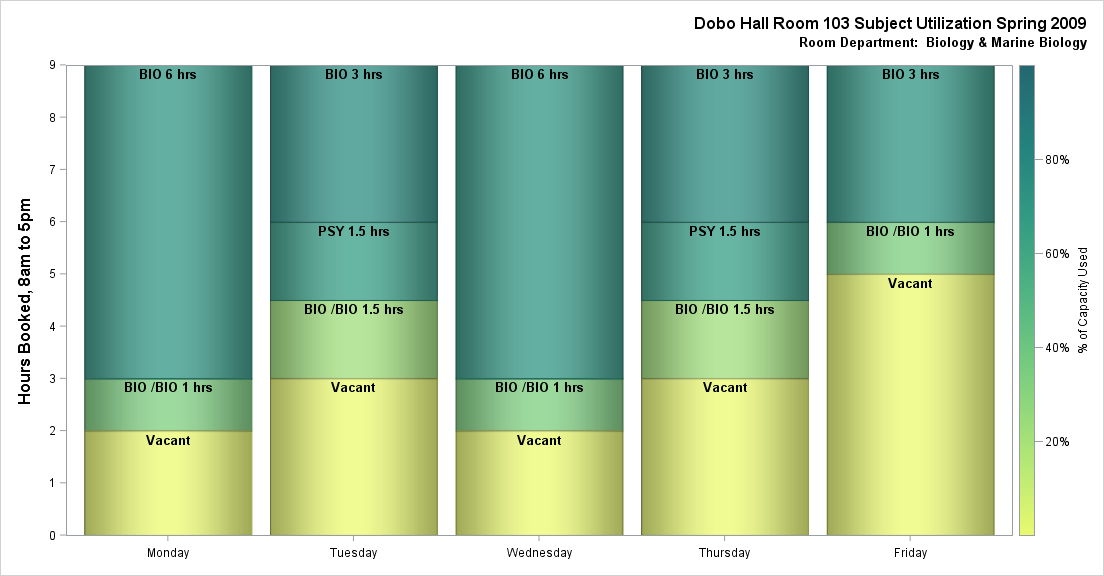 Dobo Hall Room 103 Subject Utilization Spring 2009
Room Department: Biology & Marine Biology
Hours Booked, 8am to 5pm
9
8
7
6
5
4
3
2
1
0
BIO 6 hrs
BIO /BIO 1 hrs
Vacant
BIO 3 hrs
PSY 1.5 hrs
BIO /BIO 1.5 hrs
Vacant
BIO 6 hrs
BIO /BIO 1 hrs
Vacant
BIO 3 hrs
PSY 1.5 hrs
BIO /BIO 1.5 hrs
Vacant
BIO 3 hrs
BIO /BIO 1 hrs
Vacant
Monday
Tuesday
Wednesday
Thursday
Friday
80%
60%
40%
20%
% of Capacity Used